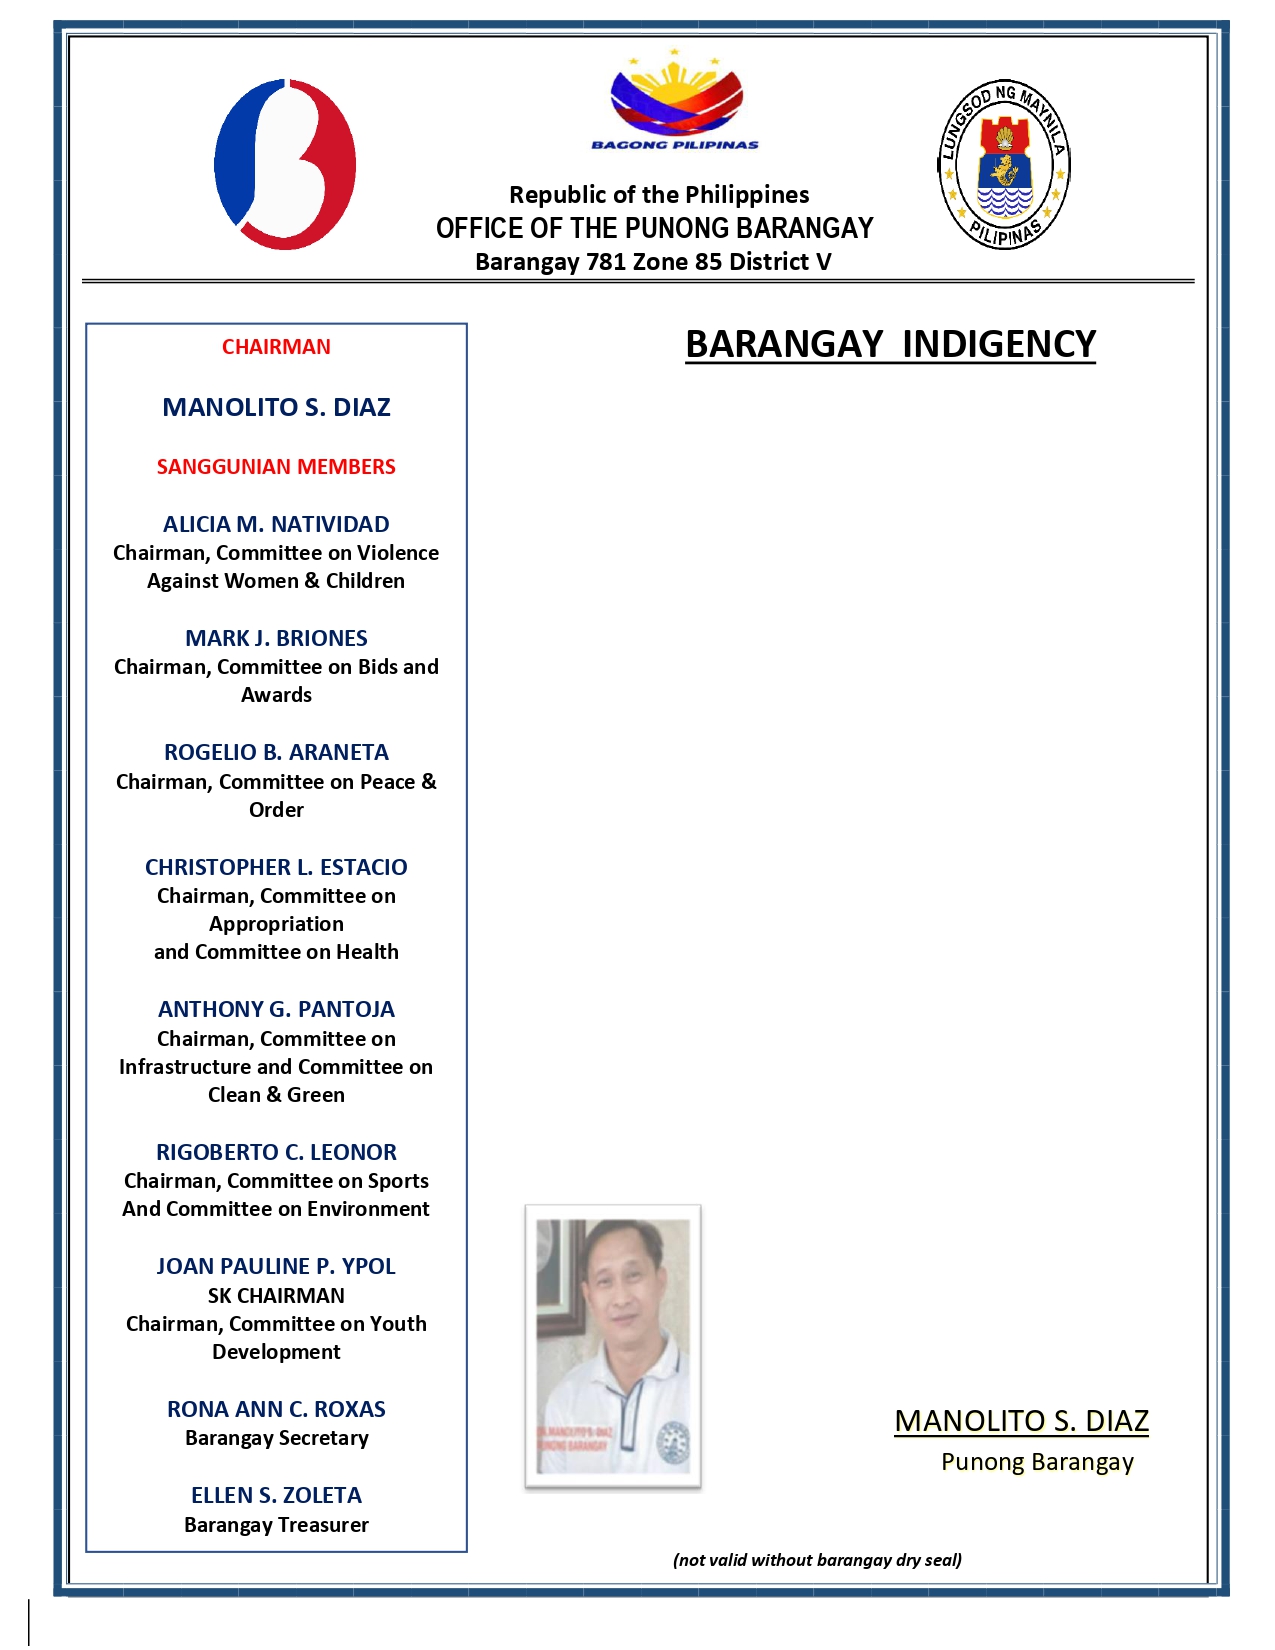 BAGONG PILIPINAS
LUNGSOD NG MAYNILA
PILIPINAS
Republic of the Philippines
OFFICE OF THE PUNONG BARANGAY
Barangay 781 Zone 85 District V
CHAIRMAN
MANOLITO S. DIAZ
SANGGUNIAN MEMBERS
ALICIA M. NATIVIDAD
Chairman, Committee on Violence
Against Women & Children
MARK J. BRIONES
Chairman, Committee on Bids and
Awards
ROGELIO B. ARANETA
Chairman, Committee on Peace &
Order
CHRISTOPHER L. ESTACIO
Chairman, Committee on
Appropriation
and Committee on Health
ANTHONY G. PANTOJA
Chairman, Committee on
Infrastructure and Committee on
Clean & Green
RIGOBERTO C. LEONOR
Chairman, Committee on Sports
And Committee on Environment
JOAN PAULINE P. YPOL
SK CHAIRMAN
Chairman, Committee on Youth
Development
RONA ANN C. ROXAS
Barangay Secretary
ELLEN S. ZOLETA
Barangay Treasurer
BARANGAY INDIGENCY
MANOLITO S. DIAZ
PUNONG BARANGAY
MANOLITO S. DIAZ
Punong Barangay
(not valid without barangay dry seal)